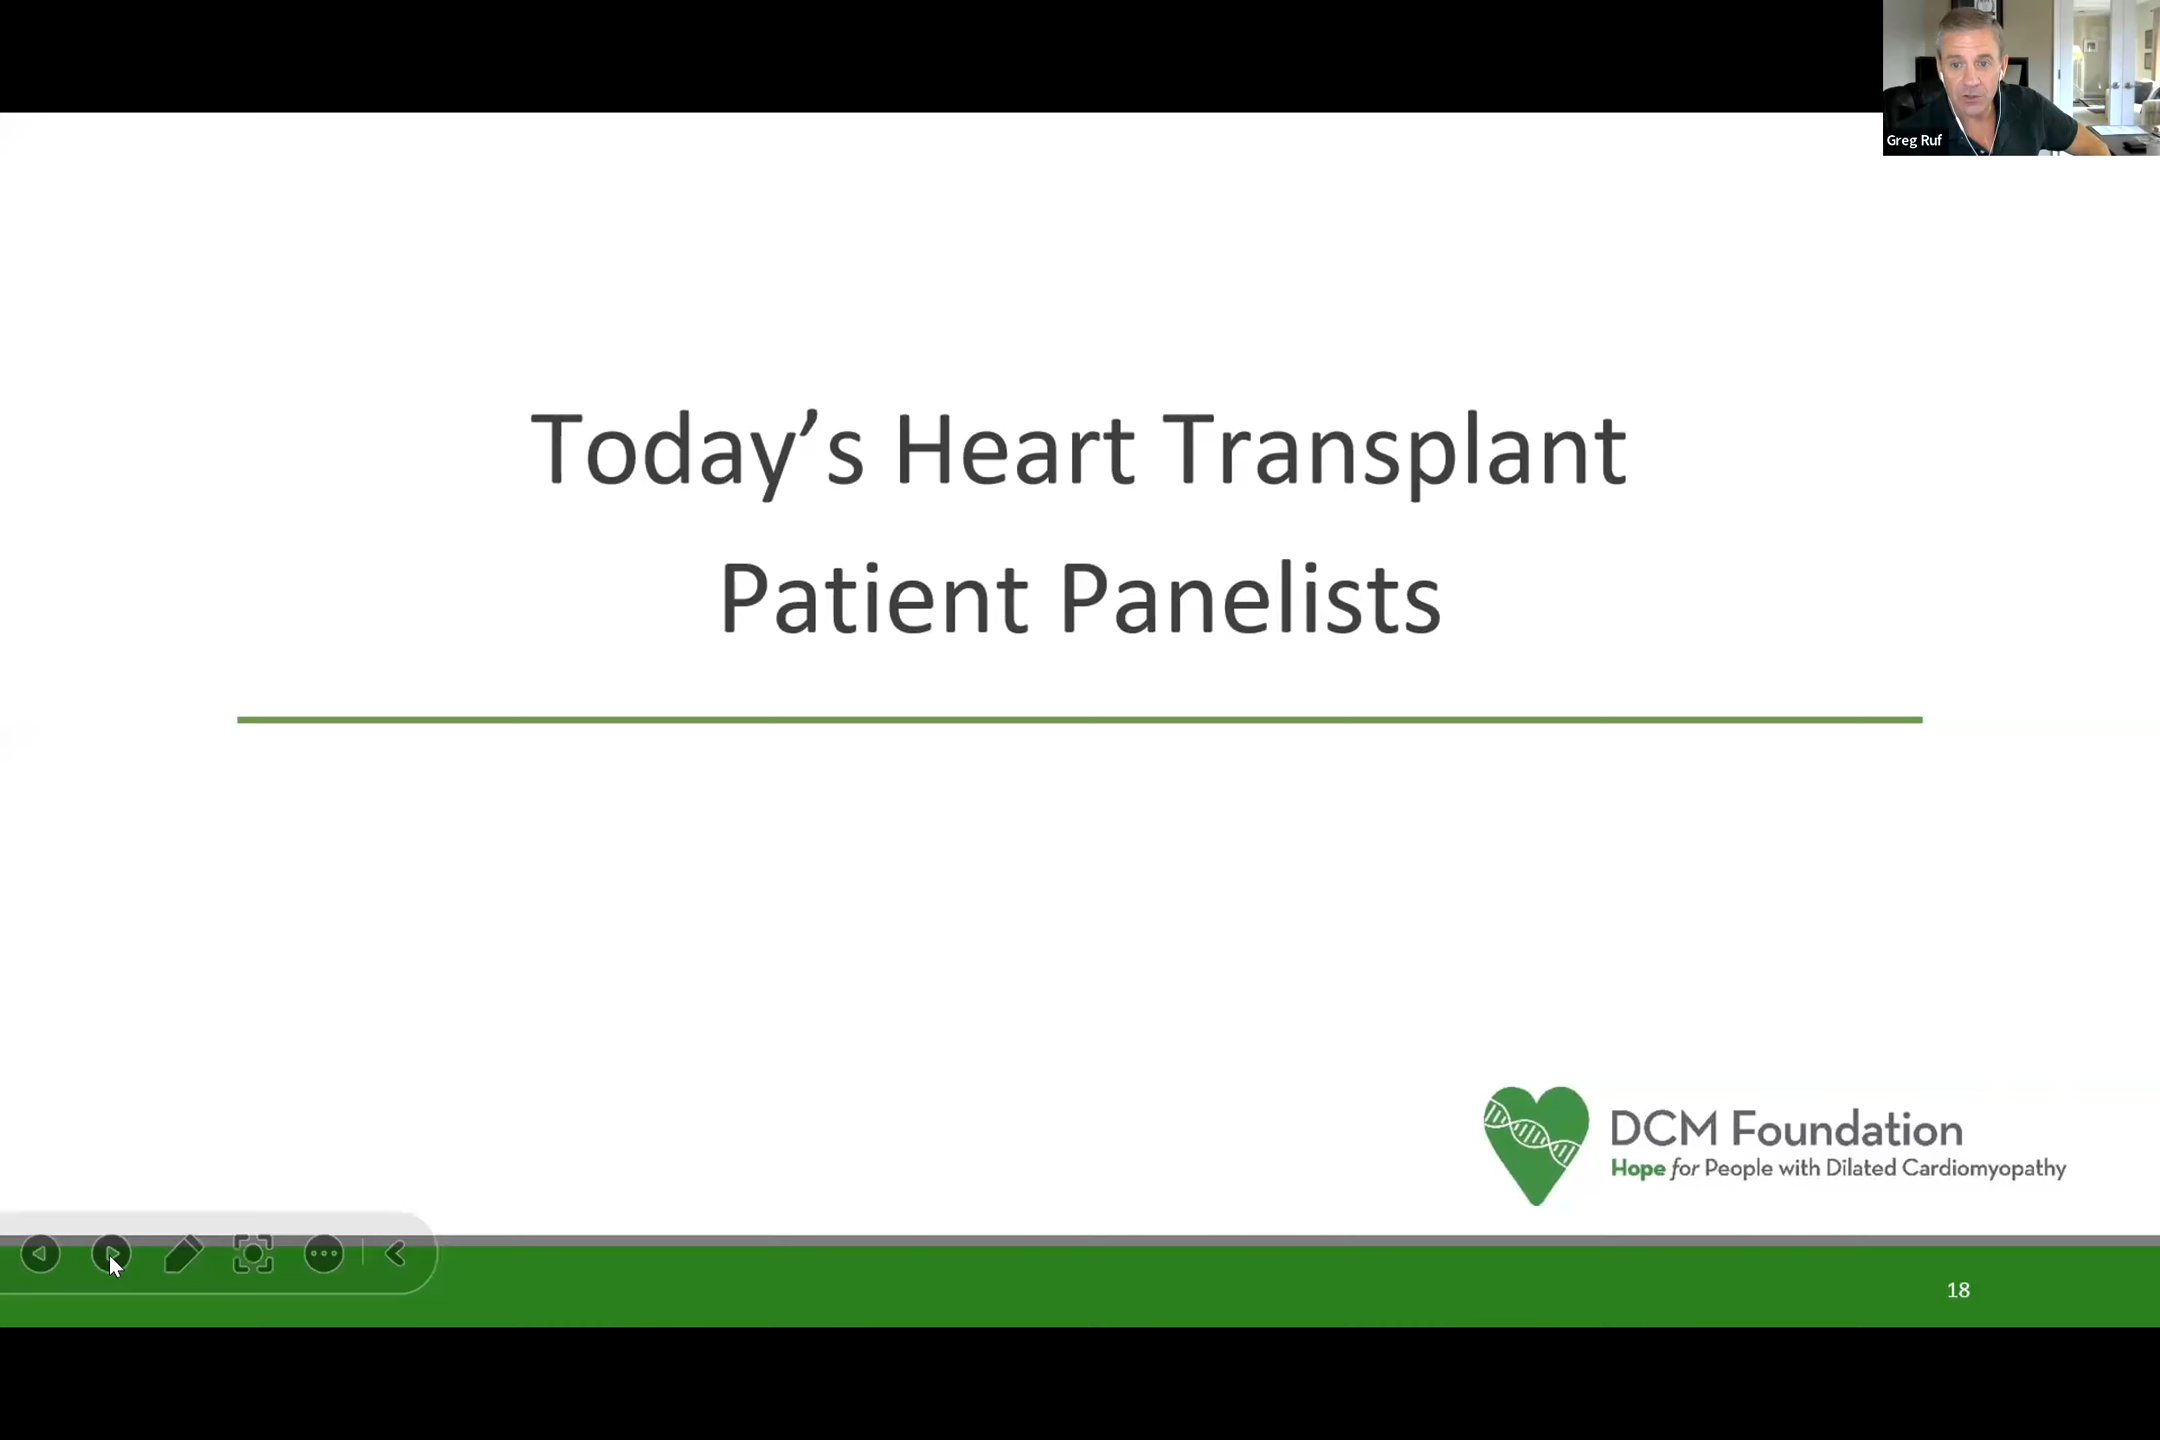 Greg Ruf
Today’s Heart Transplant
Patient Panelists
DCM Foundation
Hope for People with Dilated Cardiomyopathy
18